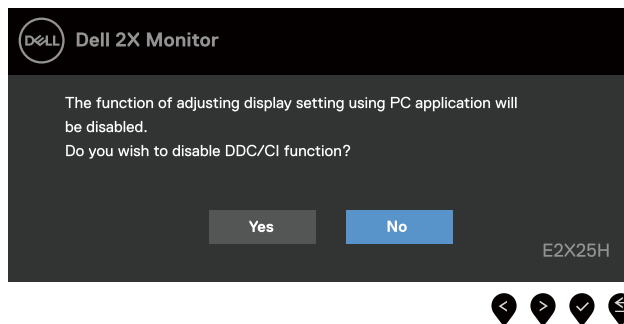 DELL
Dell 2X Monitor
The function of adjusting display setting using PC application will
be disabled.
Do you wish to disable DDC/CI function?
Yes No
E2X25H